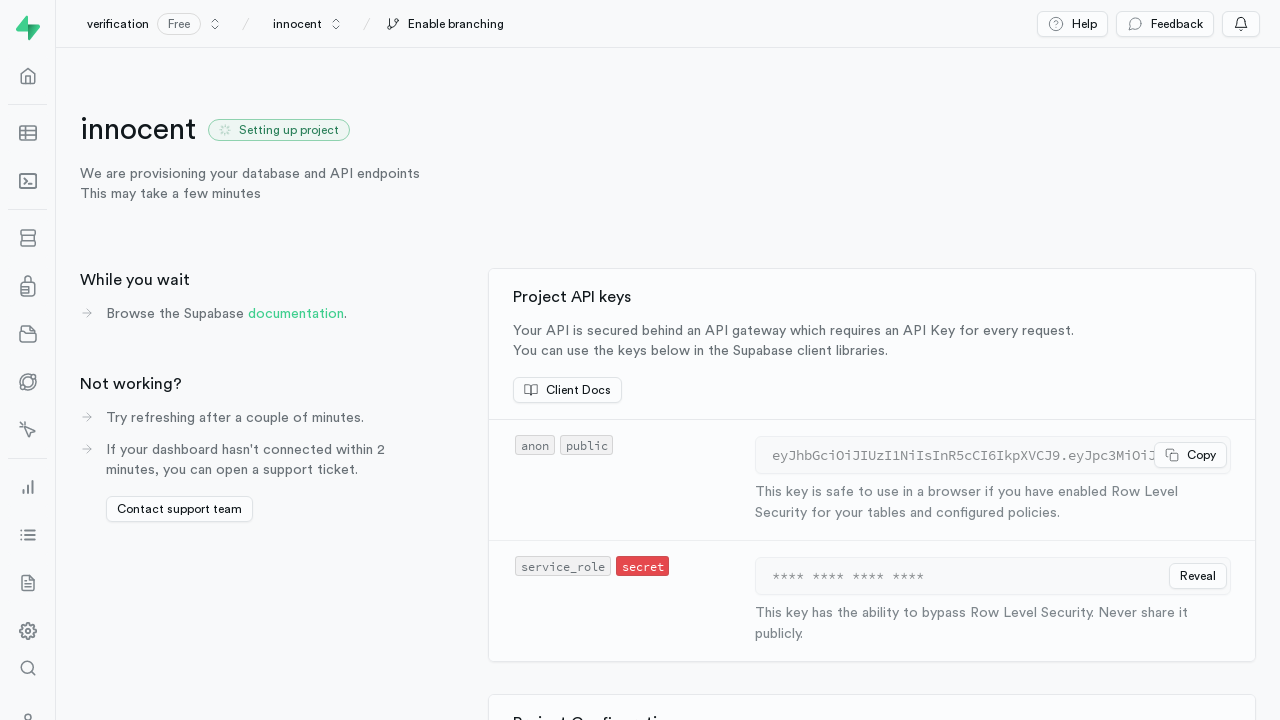 verification Free / innocent / Enable branching Help Feedback
innocent Setting up project
We are provisioning your database and API endpoints
This may take a few minutes
While you wait
Browse the Supabase documentation.
Not working?
Try refreshing after a couple of minutes.
If your dashboard hasn't connected within 2
minutes, you can open a support ticket.
Contact support team
Project API keys
Your API is secured behind an API gateway which requires an API Key for every request.
You can use the keys below in the Supabase client libraries.
Client Docs
anon public
eyJhbGciOiJIUzI1NiIsInR5cCI6IkpXVCJ9.eyJpc3MiOiJ Copy
This key is safe to use in a browser if you have enabled Row Level
Security for your tables and configured policies.
service_role secret
**** **** **** **** Reveal
This key has the ability to bypass Row Level Security. Never share it
publicly.